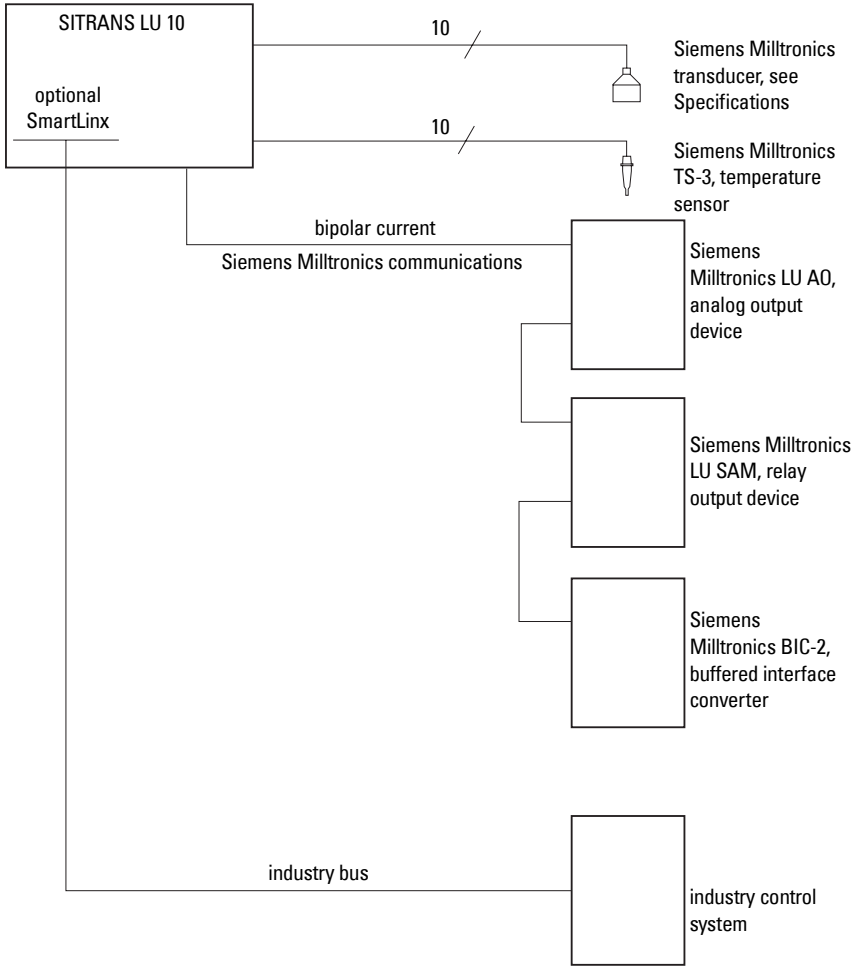 SITRANS LU 10
optional
SmartLinx
10
Siemens Milltronics
transducer, see
Specifications
10
Siemens Milltronics
TS-3, temperature
sensor
bipolar current
Siemens Milltronics communications
Siemens
Milltronics LU AO,
analog output
device
Siemens Milltronics
LU SAM, relay
output device
Siemens
Milltronics BIC-2,
buffered interface
converter
industry bus
industry control
system